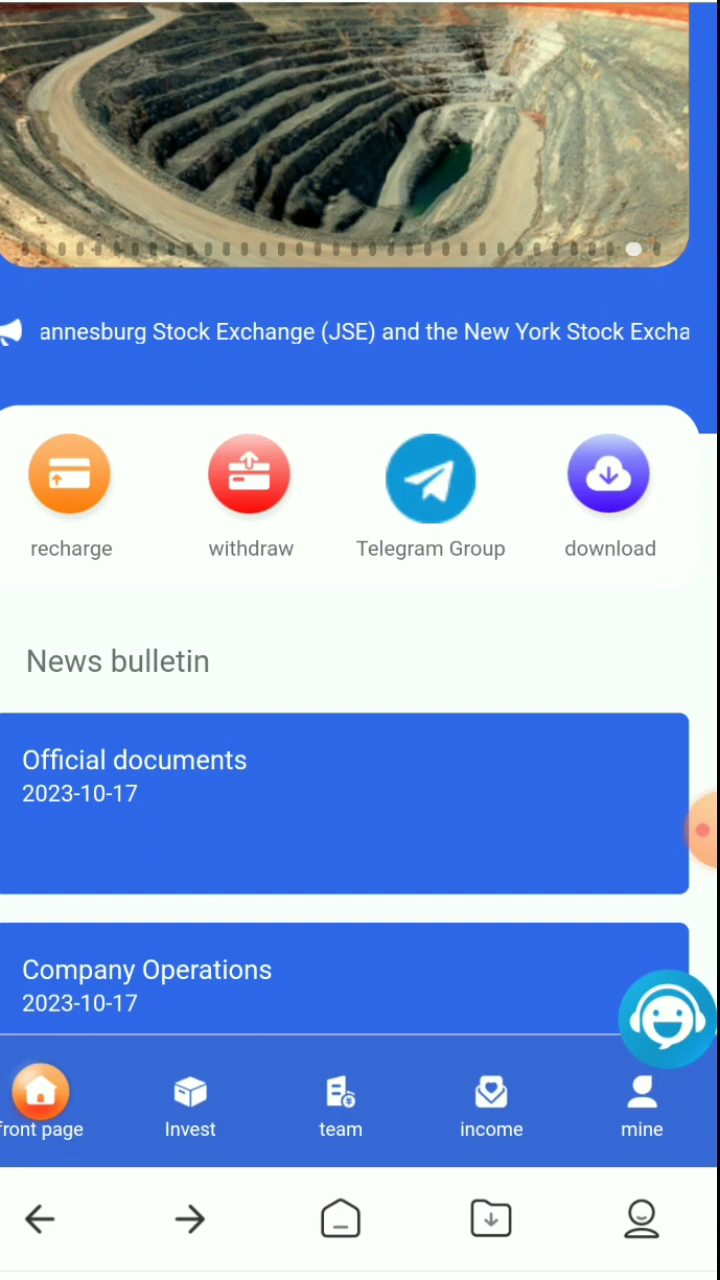 annesburg Stock Exchange (JSE) and the New York Stock Excha
recharge
withdraw
Telegram Group
download
News bulletin
Official documents
2023-10-17
Company Operations
2023-10-17
front page
Invest
team
income
mine